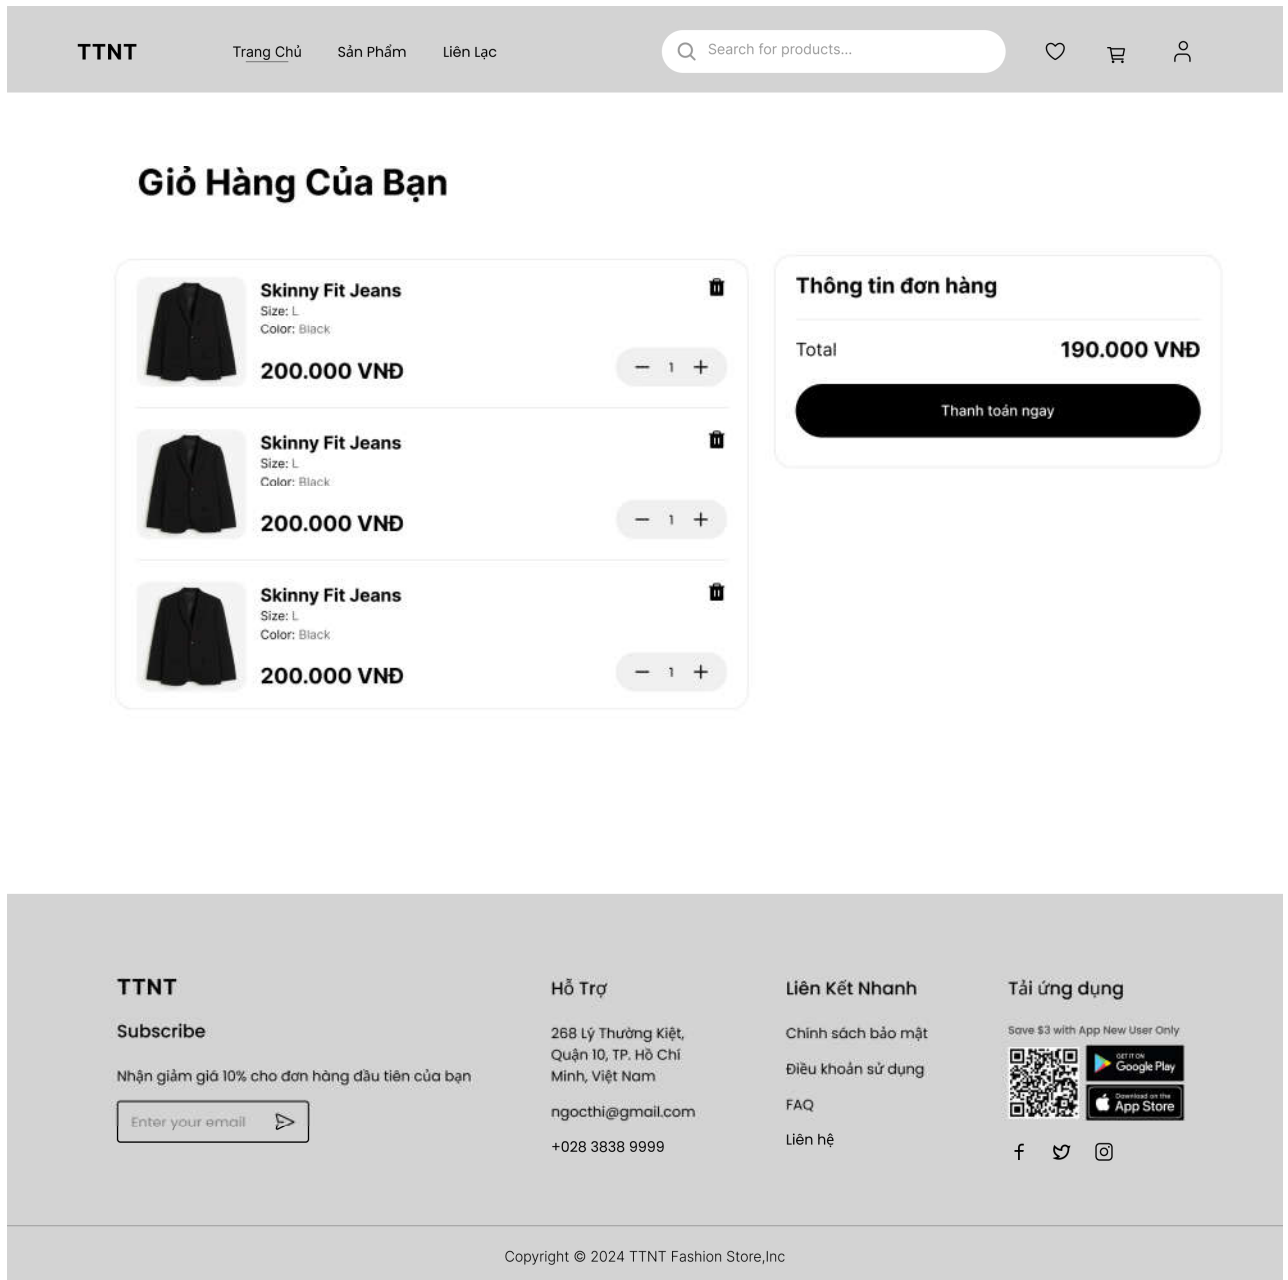 TTNT
Trang Chủ
Sản Phẩm
Liên Lạc
Search for products...
Giỏ Hàng Của Bạn
Skinny Fit Jeans
Size: L
Color: Black
200.000 VNĐ
1
Skinny Fit Jeans
Size: L
Color: Black
200.000 VNĐ
1
Skinny Fit Jeans
Size: L
Color: Black
200.000 VNĐ
1
Thông tin đơn hàng
Total
190.000 VNĐ
Thanh toán ngay
TTNT
Subscribe
Nhận giảm giá 10% cho đơn hàng đầu tiên của bạn
Enter your email
Hỗ Trợ
268 Lý Thường Kiệt,
Quận 10, TP. Hồ Chí
Minh, Việt Nam
ngocthi@gmail.com
+028 3838 9999
Liên Kết Nhanh
Chính sách bảo mật
Điều khoản sử dụng
FAQ
Liên hệ
Tải ứng dụng
Save $3 with App New User Only
GET IT ON
Google Play
Download on the
App Store
Copyright © 2024 TTNT Fashion Store,Inc